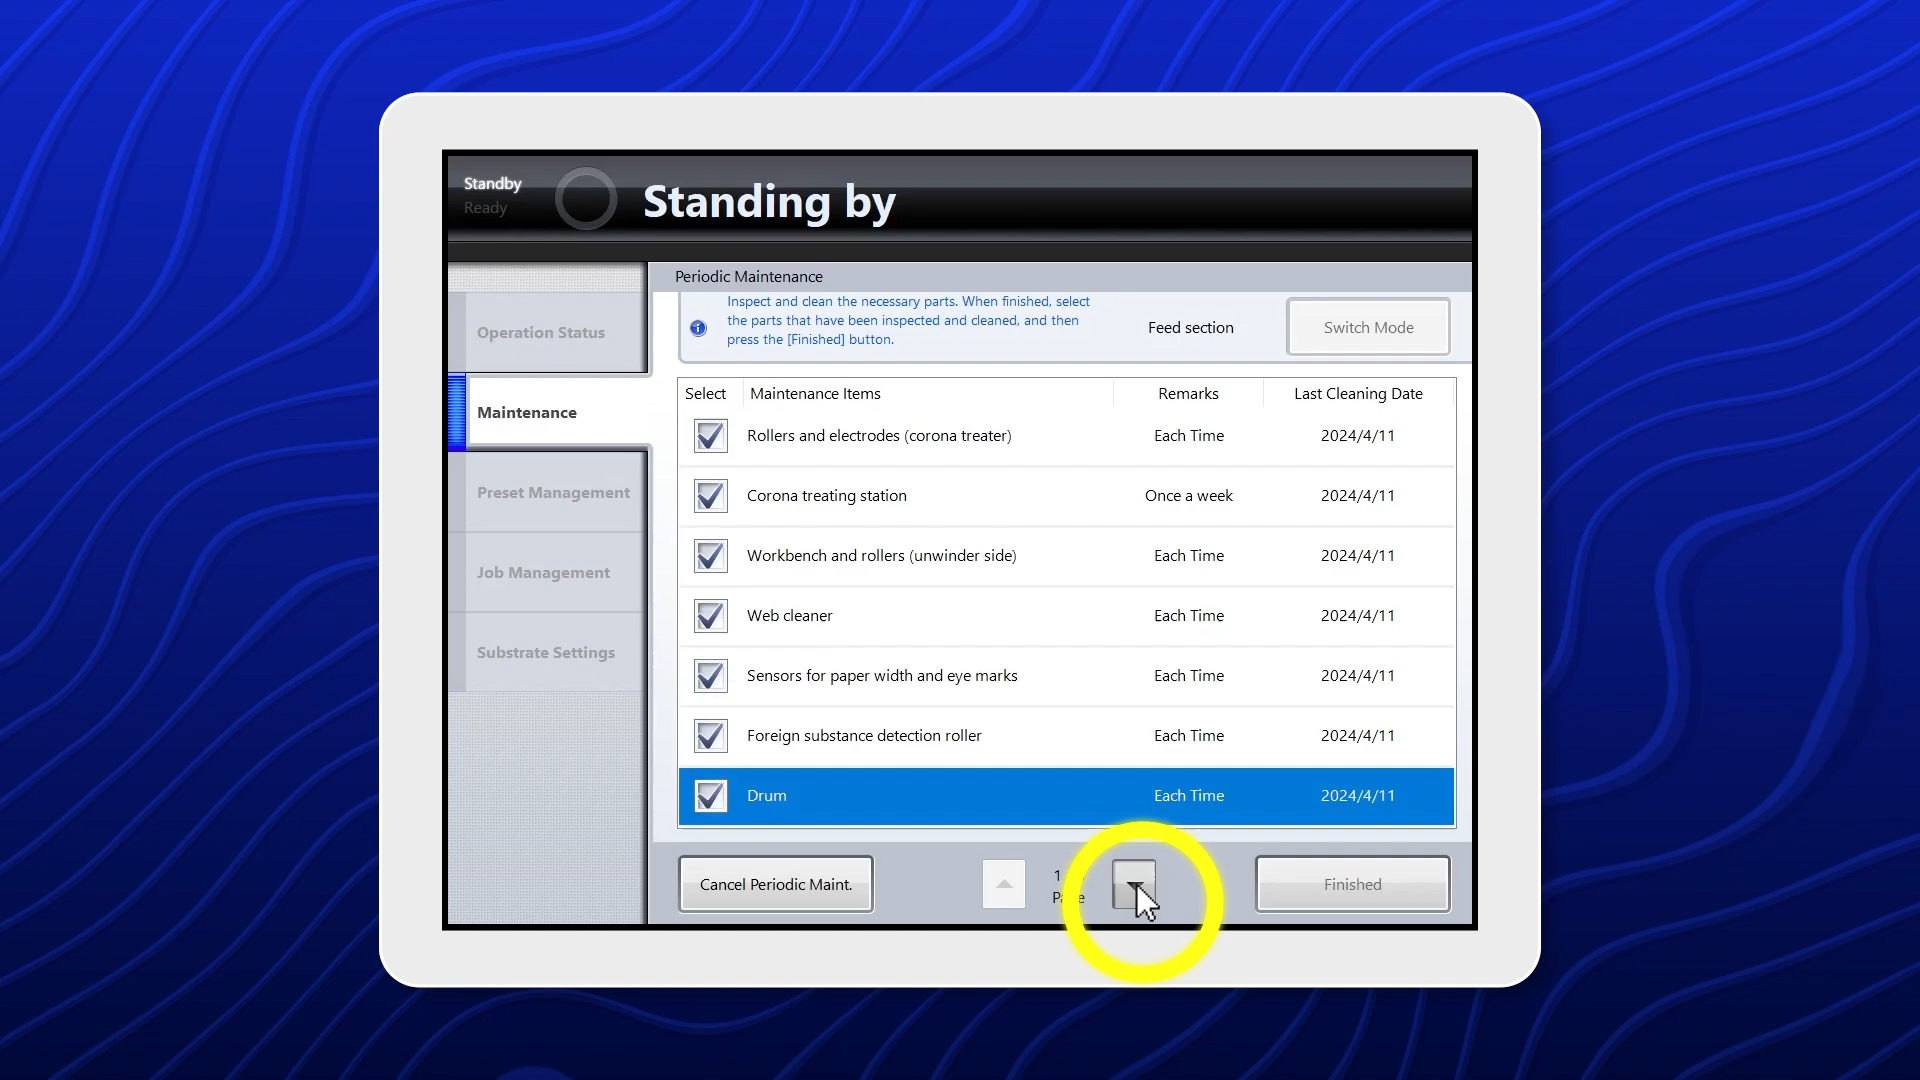 Standby
Ready
Standing by
Operation Status
Maintenance
Preset Management
Job Management
Substrate Settings
Periodic Maintenance
Inspect and clean the necessary parts. When finished, select
the parts that have been inspected and cleaned, and then
press the [Finished] button.
Feed section
Switch Mode
Select Maintenance Items Remarks Last Cleaning Date
Rollers and electrodes (corona treater) Each Time 2024/4/11
Corona treating station Once a week 2024/4/11
Workbench and rollers (unwinder side) Each Time 2024/4/11
Web cleaner Each Time 2024/4/11
Sensors for paper width and eye marks Each Time 2024/4/11
Foreign substance detection roller Each Time 2024/4/11
Drum Each Time 2024/4/11
Cancel Periodic Maint.
1
Finished